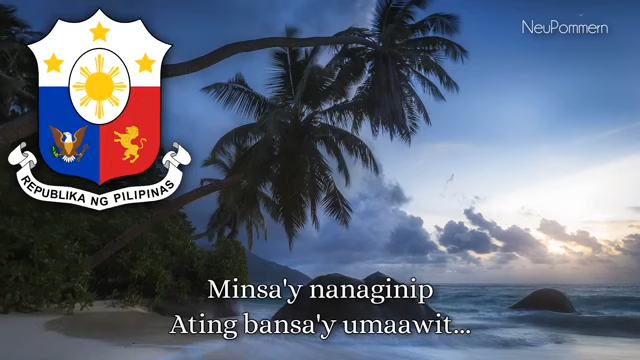 NeuPommern
REPUBLIKA NG PILIPINAS
Minsa'y nanaginip
Ating bansa'y umaawit...